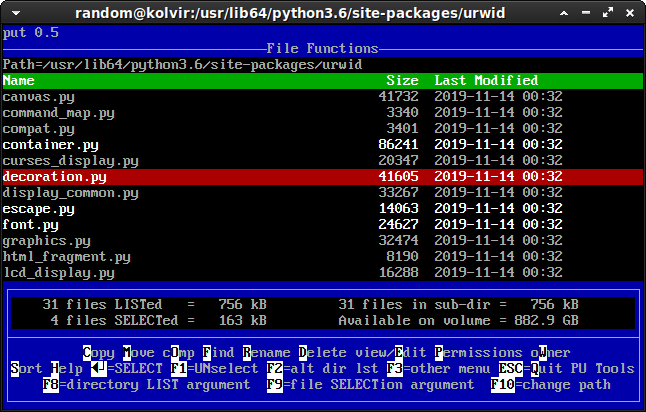 random@kolvir:/usr/lib64/python3.6/site-packages/urwid
put 0.5
File Functions
Path=/usr/lib64/python3.6/site-packages/urwid
Name Size Last Modified
canvas.py 41732 2019-11-14 00:32
command_map.py 3340 2019-11-14 00:32
compat.py 3401 2019-11-14 00:32
container.py 86241 2019-11-14 00:32
curses_display.py 20347 2019-11-14 00:32
decoration.py 41605 2019-11-14 00:32
display_common.py 33267 2019-11-14 00:32
escape.py 14063 2019-11-14 00:32
font.py 24627 2019-11-14 00:32
graphics.py 32474 2019-11-14 00:32
html_fragment.py 8190 2019-11-14 00:32
lcd_display.py 16288 2019-11-14 00:32
31 files LISTed = 756 kB 31 files in sub-dir = 756 kB
4 files SELECTed = 163 kB Available on volume = 882.9 GB
Copy Move cOmp Find Rename Delete view/Edit Permissions oWner
Sort Help ◄┘=SELECT F1=UNselect F2=alt dir lst F3=other menu ESC=Quit PU Tools
F8=directory LIST argument F9=file SELECTion argument F10=change path